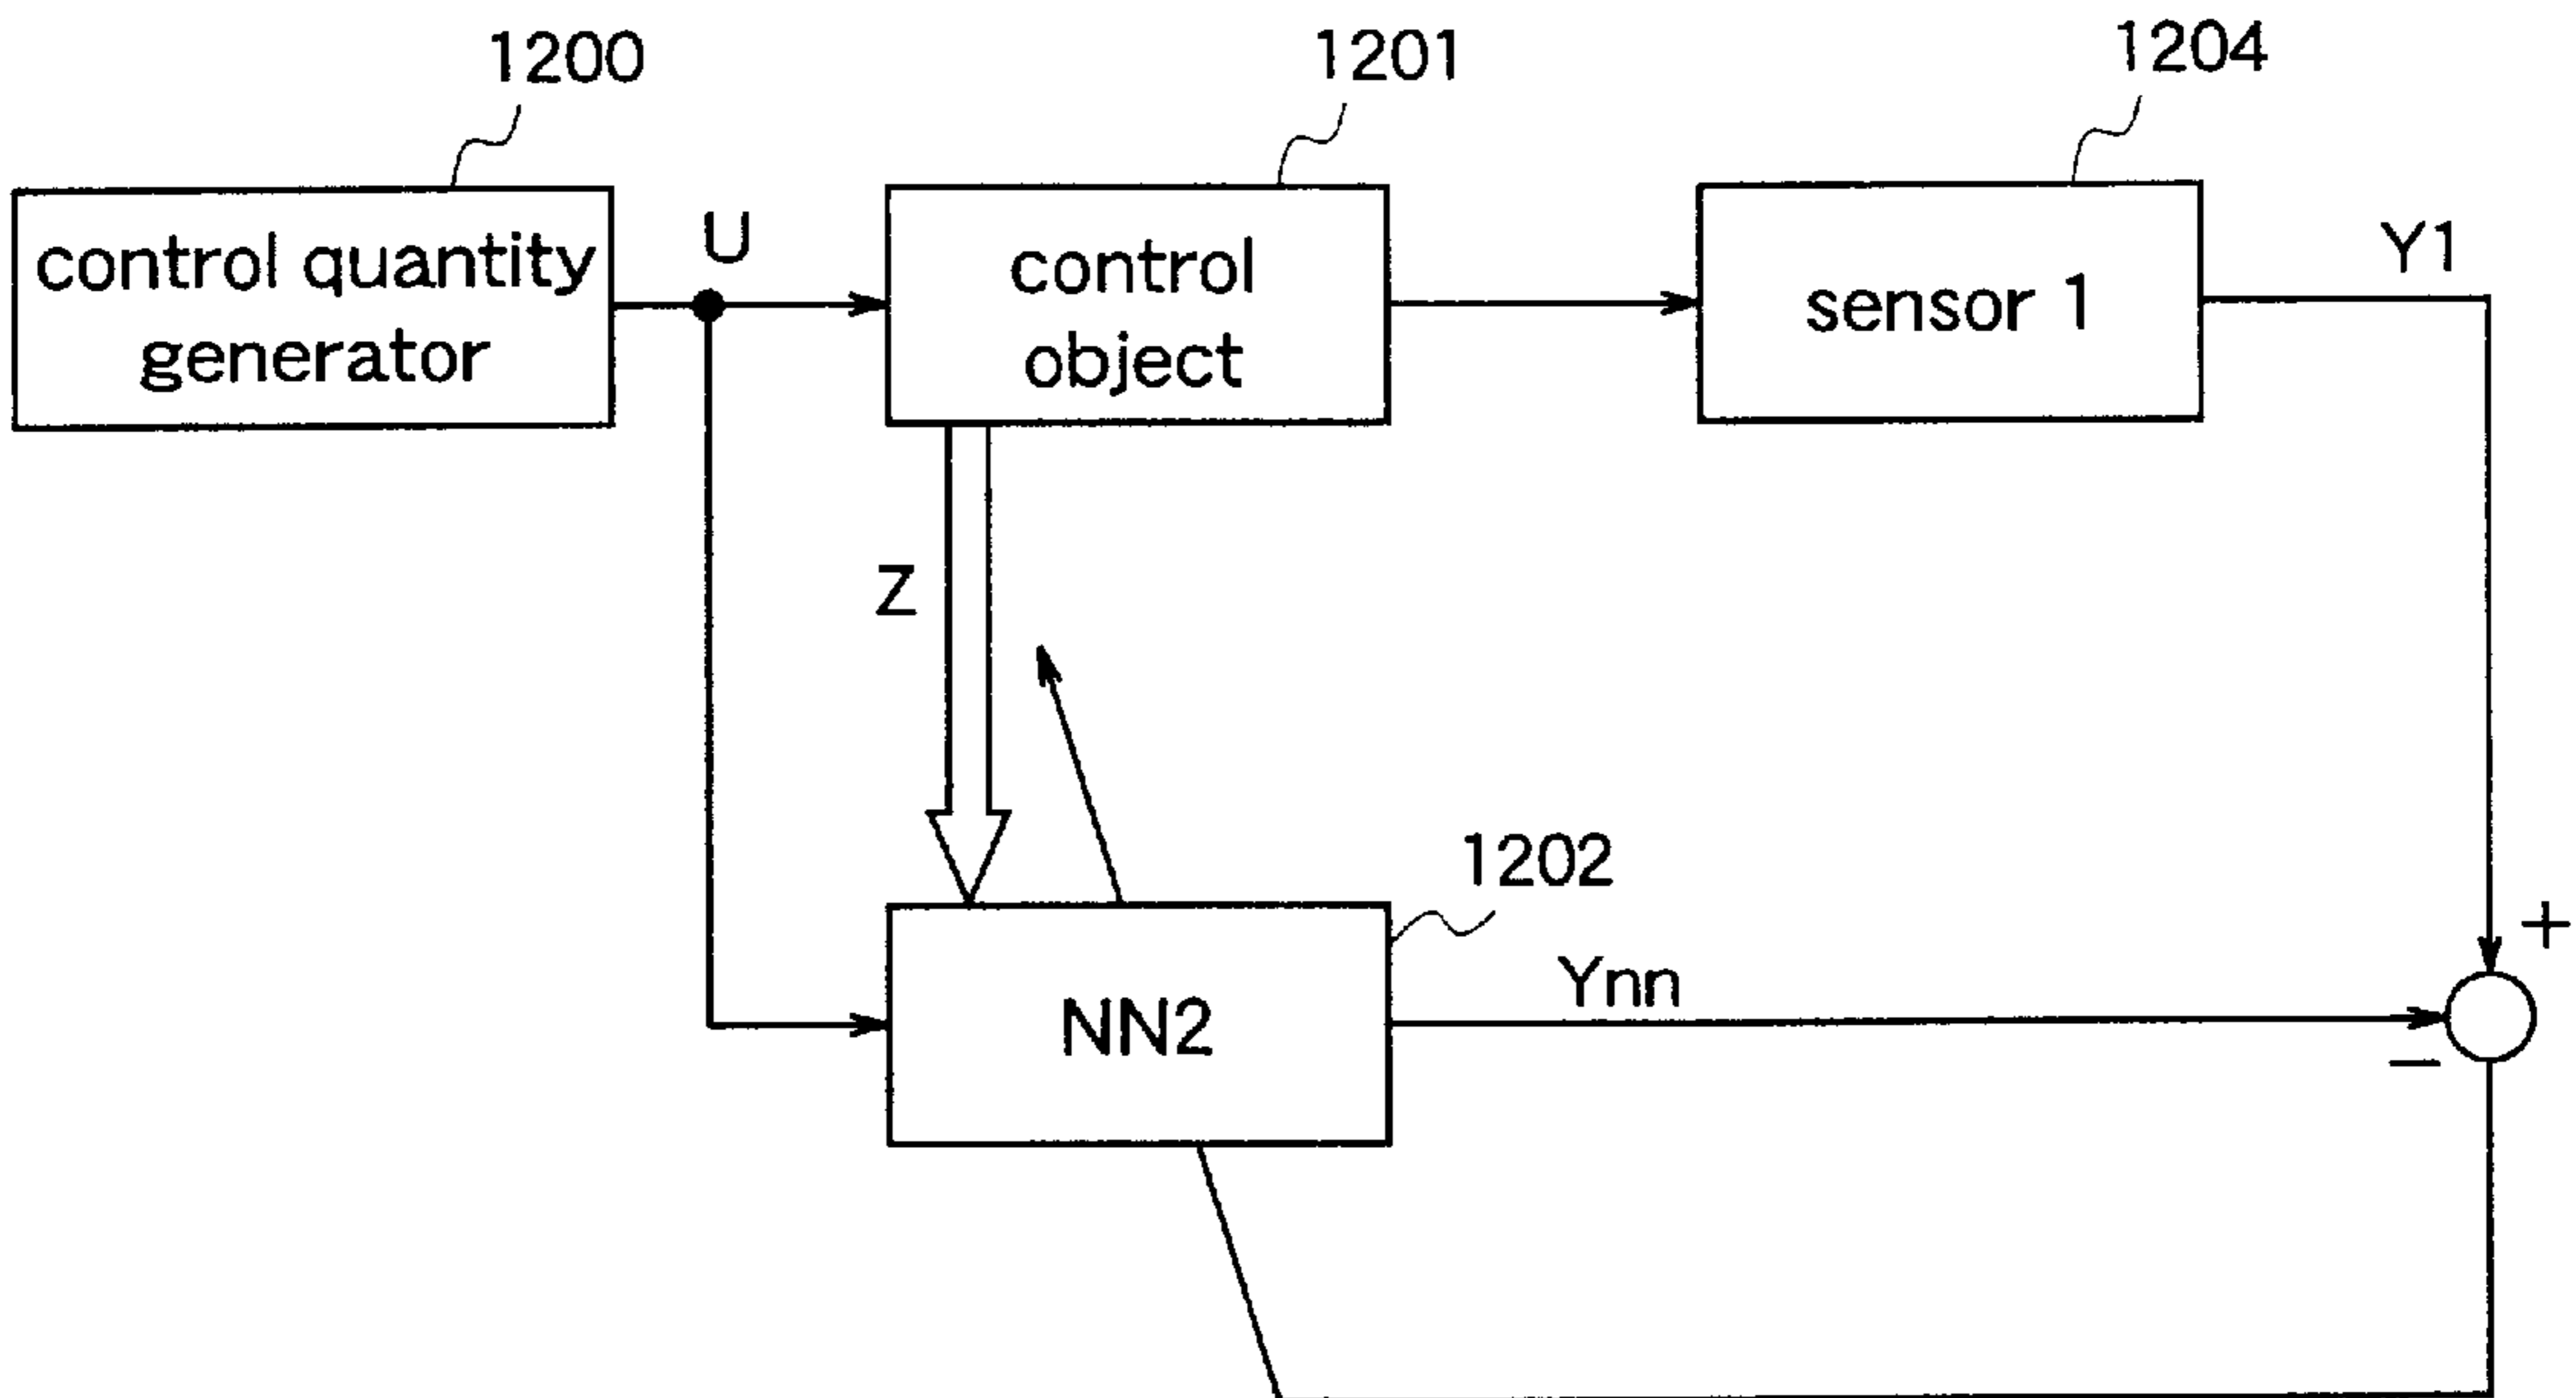 1200
1201
1204
control quantity
generator
U
control
object
sensor 1
Y1
Z
1202
NN2
Ynn
+
−